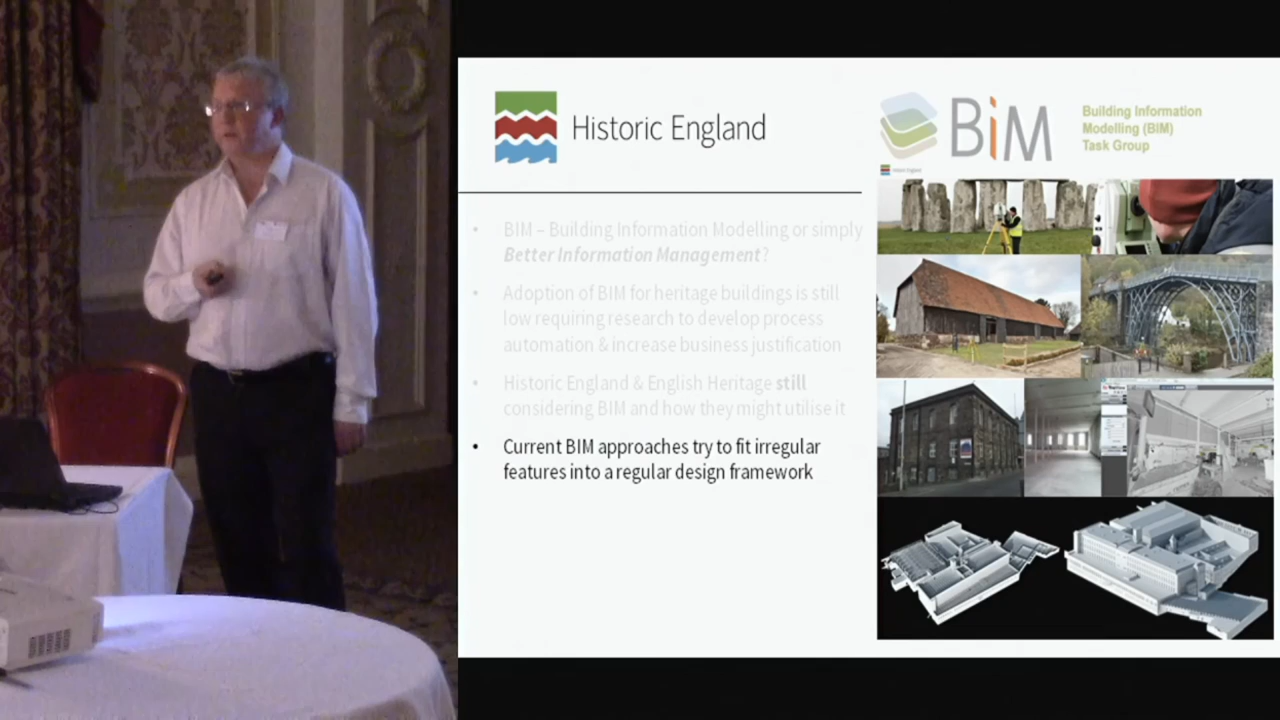 Historic England
BiM
Building Information
Modelling (BIM)
Task Group
• BIM – Building Information Modelling or simply
Better Information Management?
• Adoption of BIM for heritage buildings is still
low requiring research to develop process
automation & increase business justification
• Historic England & English Heritage still
considering BIM and how they might utilise it
• Current BIM approaches try to fit irregular
features into a regular design framework